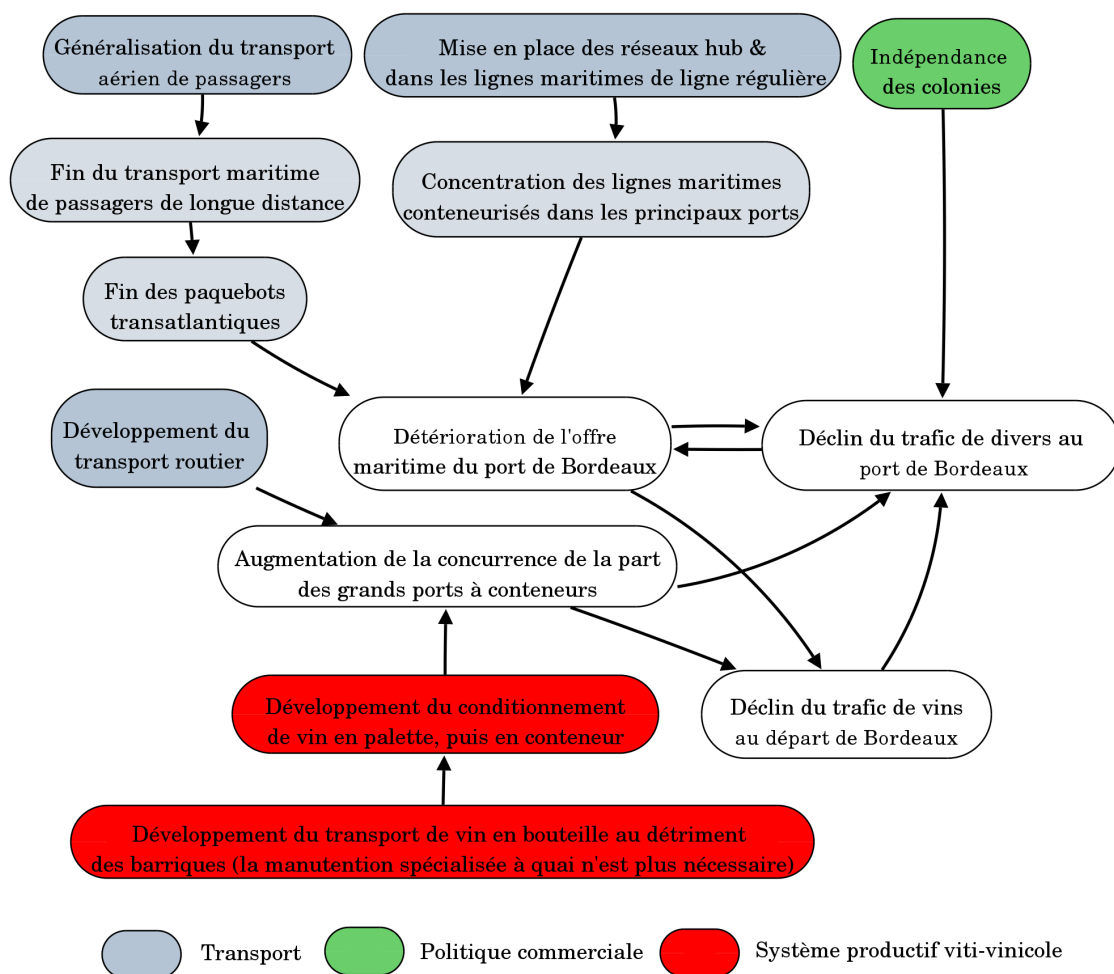 Généralisation du transport
aérien de passagers
Mise en place des réseaux hub &
dans les lignes maritimes de ligne régulière
Indépendance
des colonies
Fin du transport maritime
de passagers de longue distance
Concentration des lignes maritimes
conteneurisés dans les principaux ports
Fin des paquebots
transatlantiques
Développement du
transport routier
Détérioration de l'offre
maritime du port de Bordeaux
Déclin du trafic de divers au
port de Bordeaux
Augmentation de la concurrence de la part
des grands ports à conteneurs
Développement du conditionnement
de vin en palette, puis en conteneur
Déclin du trafic de vins
au départ de Bordeaux
Développement du transport de vin en bouteille au détriment
des barriques (la manutention spécialisée à quai n'est plus nécessaire)
Transport
Politique commerciale
Système productif viti-vinicole